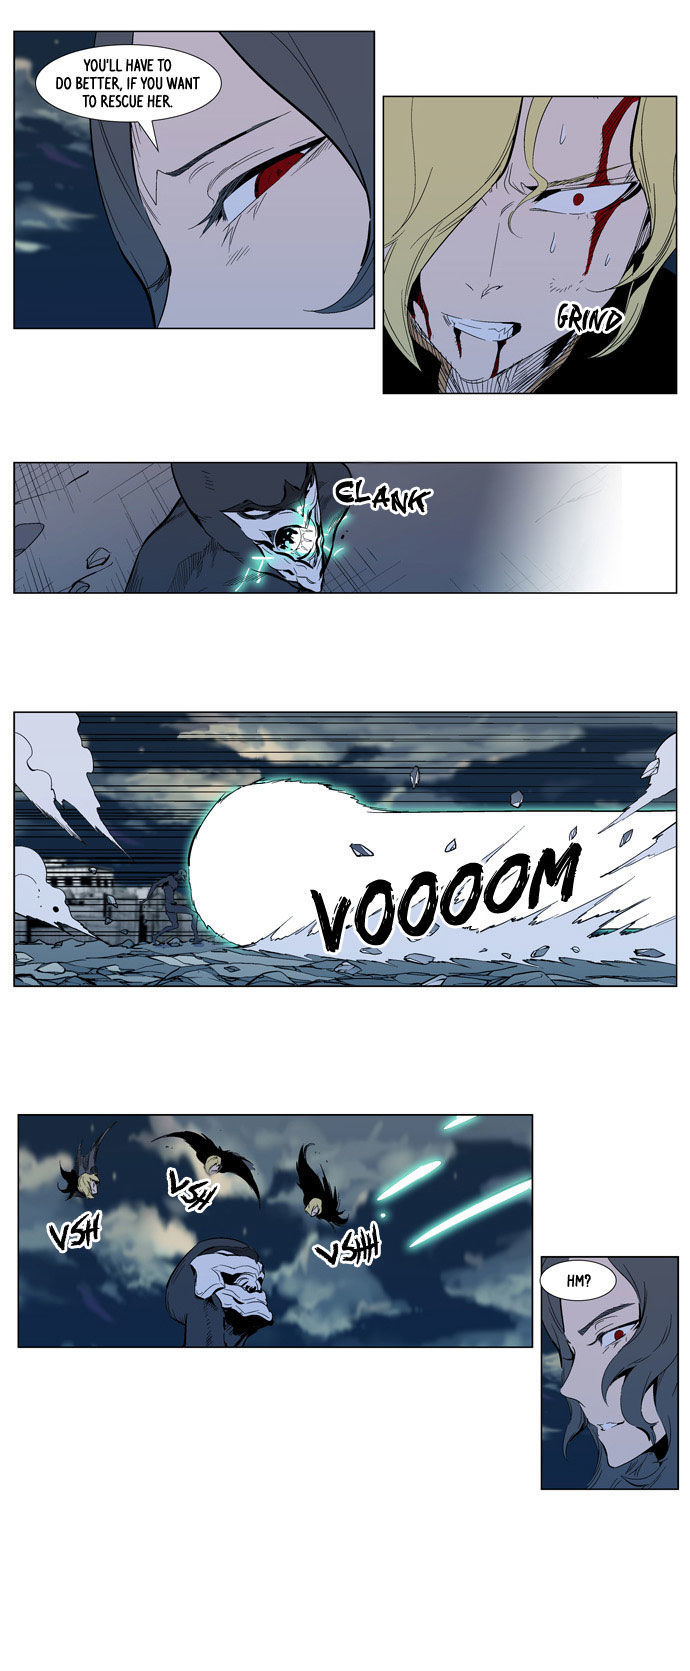 YOU'LL HAVE TO
DO BETTER, IF YOU WANT
TO RESCUE HER.
GRIND
CLANK
VOOOOM
VSH
VSH
VSHH
HM?